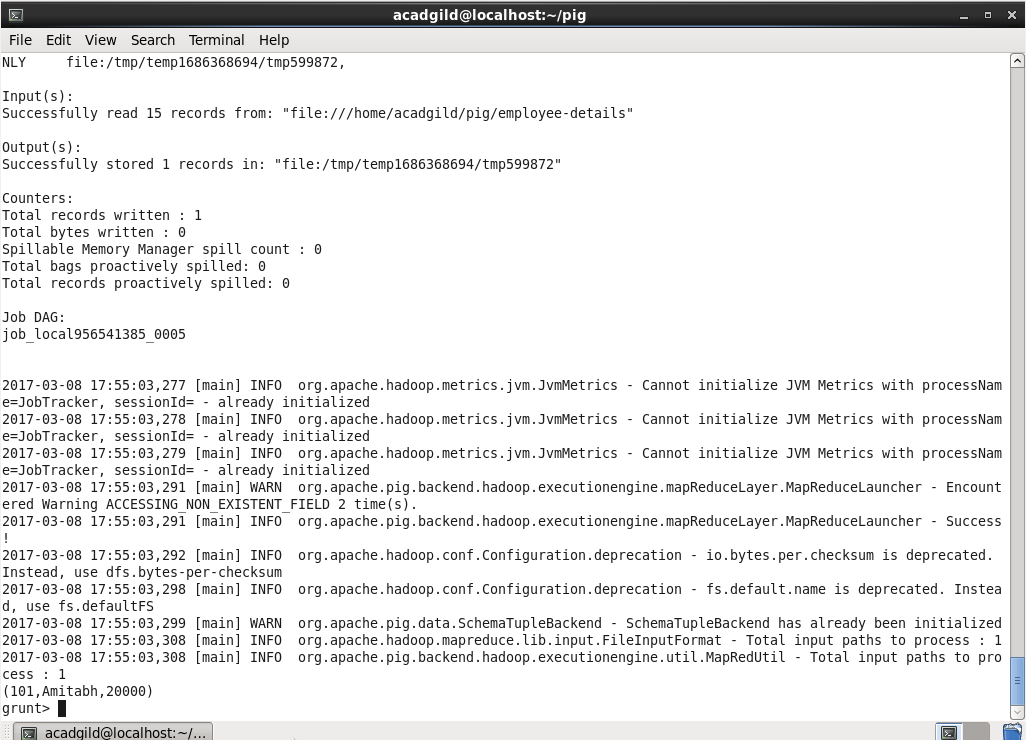 acadgild@localhost:~/pig
File Edit View Search Terminal Help
NLY     file:/tmp/temp1686368694/tmp599872,
Input(s):
Successfully read 15 records from: "file:///home/acadgild/pig/employee-details"
Output(s):
Successfully stored 1 records in: "file:/tmp/temp1686368694/tmp599872"
Counters:
Total records written : 1
Total bytes written : 0
Spillable Memory Manager spill count : 0
Total bags proactively spilled: 0
Total records proactively spilled: 0
Job DAG:
job_local956541385_0005
2017-03-08 17:55:03,277 [main] INFO  org.apache.hadoop.metrics.jvm.JvmMetrics - Cannot initialize JVM Metrics with processNam
e=JobTracker, sessionId= - already initialized
2017-03-08 17:55:03,278 [main] INFO  org.apache.hadoop.metrics.jvm.JvmMetrics - Cannot initialize JVM Metrics with processNam
e=JobTracker, sessionId= - already initialized
2017-03-08 17:55:03,279 [main] INFO  org.apache.hadoop.metrics.jvm.JvmMetrics - Cannot initialize JVM Metrics with processNam
e=JobTracker, sessionId= - already initialized
2017-03-08 17:55:03,291 [main] WARN  org.apache.pig.backend.hadoop.executionengine.mapReduceLayer.MapReduceLauncher - Encount
ered Warning ACCESSING_NON_EXISTENT_FIELD 2 time(s).
2017-03-08 17:55:03,291 [main] INFO  org.apache.pig.backend.hadoop.executionengine.mapReduceLayer.MapReduceLauncher - Success
!
2017-03-08 17:55:03,292 [main] INFO  org.apache.hadoop.conf.Configuration.deprecation - io.bytes.per.checksum is deprecated.
Instead, use dfs.bytes-per-checksum
2017-03-08 17:55:03,298 [main] INFO  org.apache.hadoop.conf.Configuration.deprecation - fs.default.name is deprecated. Instea
d, use fs.defaultFS
2017-03-08 17:55:03,299 [main] WARN  org.apache.pig.data.SchemaTupleBackend - SchemaTupleBackend has already been initialized
2017-03-08 17:55:03,308 [main] INFO  org.apache.hadoop.mapreduce.lib.input.FileInputFormat - Total input paths to process : 1
2017-03-08 17:55:03,308 [main] INFO  org.apache.pig.backend.hadoop.executionengine.util.MapRedUtil - Total input paths to pro
cess : 1
(101,Amitabh,20000)
grunt>
acadgild@localhost:~/...